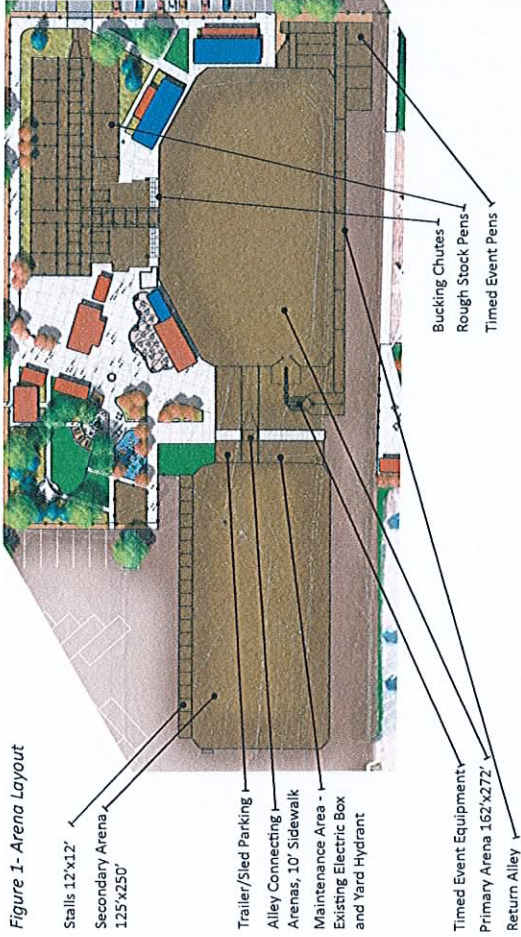 Figure 1- Arena Layout
Stalls 12'x12'
Secondary Arena
125'x250'
Trailer/Sled Parking
Alley Connecting
Arenas, 10' Sidewalk
Maintenance Area -
Existing Electric Box
and Yard Hydrant
Timed Event Equipment
Primary Arena 162'x272'
Return Alley
Bucking Chutes
Rough Stock Pens
Timed Event Pens